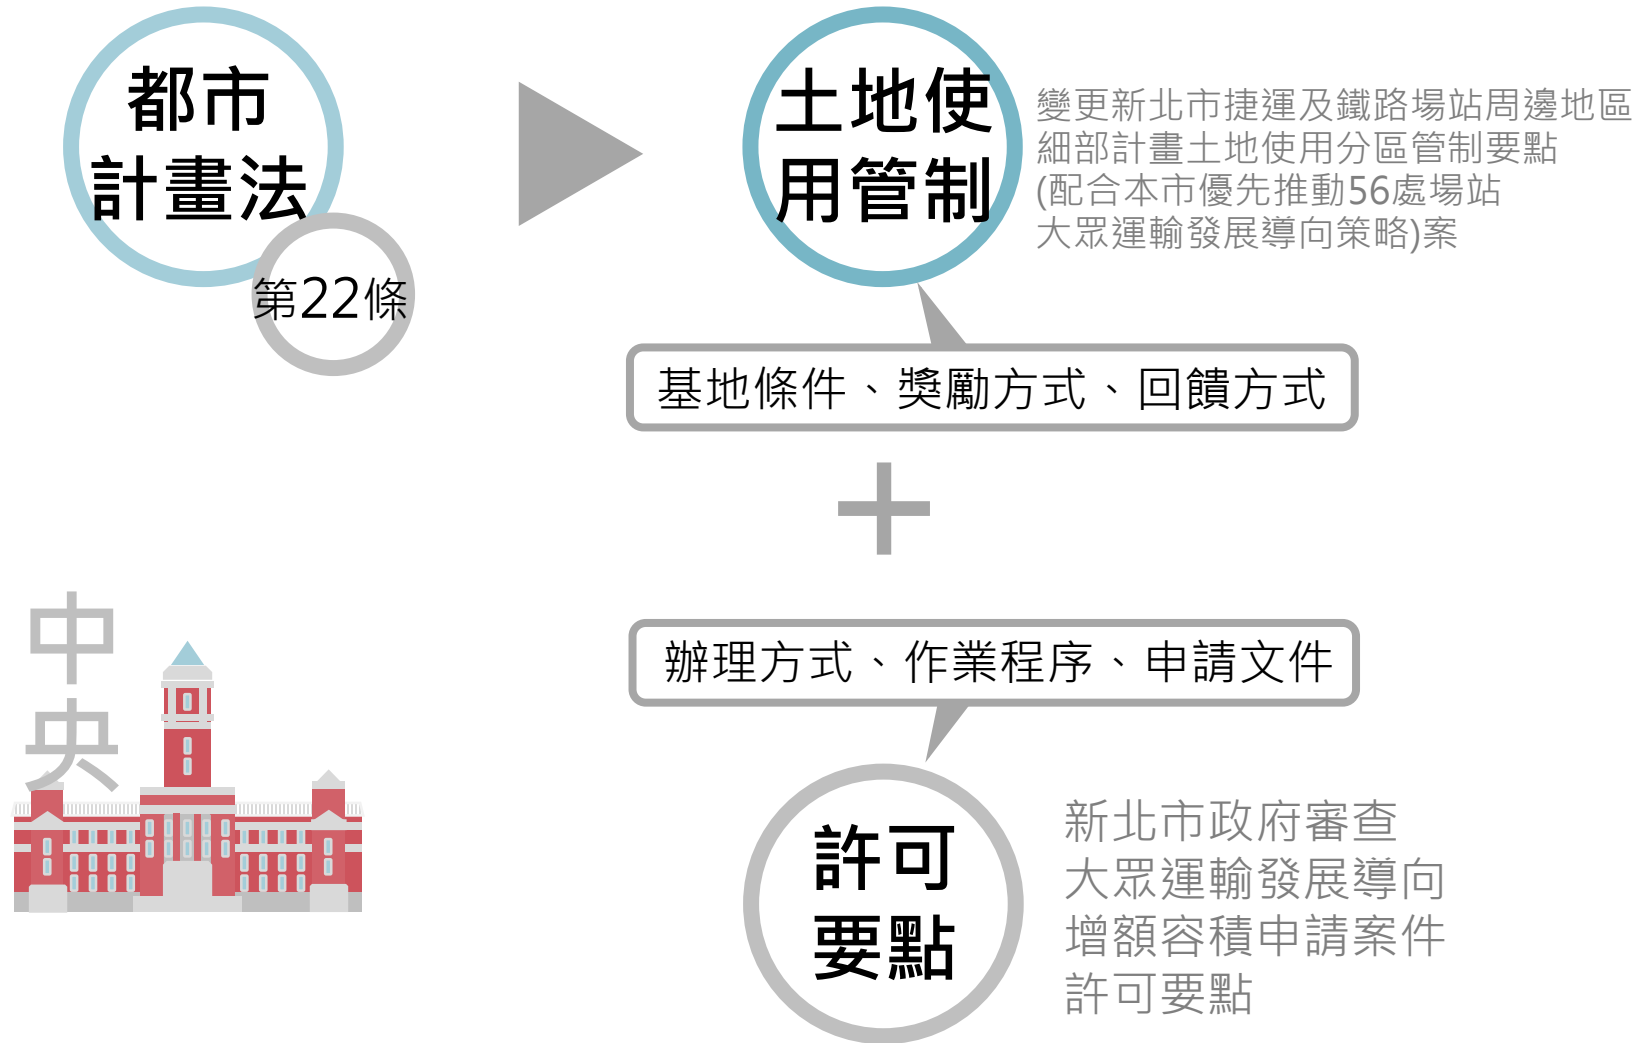 都市
計畫法
第22條
土地使
用管制
變更新北市捷運及鐵路場站周邊地區
細部計畫土地使用分區管制要點
(配合本市優先推動56處場站
大眾運輸發展導向策略)案
基地條件、獎勵方式、回饋方式
+
中
央
辦理方式、作業程序、申請文件
許可
要點
新北市政府審查
大眾運輸發展導向
增額容積申請案件
許可要點